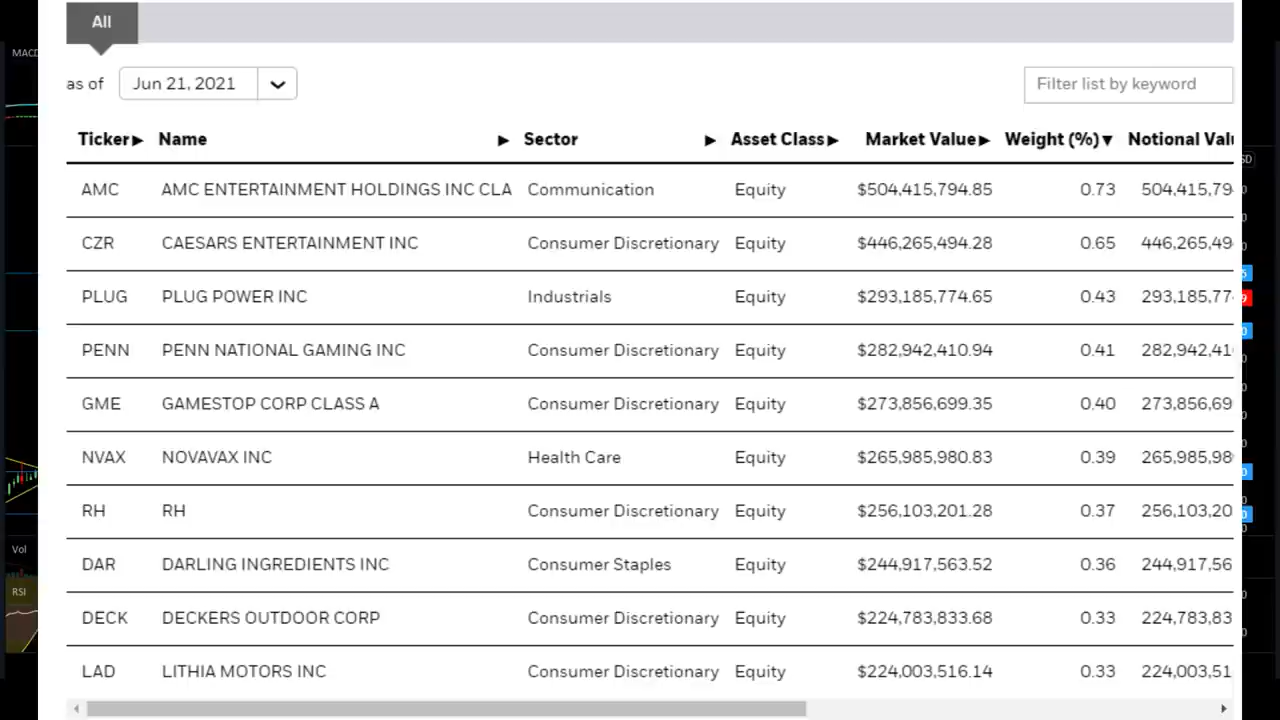 All
MACD
as of Jun 21, 2021 Filter list by keyword
Ticker Name Sector Asset Class Market Value Weight (%) Notional Valu
AMC AMC ENTERTAINMENT HOLDINGS INC CLA Communication Equity $504,415,794.85 0.73 504,415,79
CZR CAESARS ENTERTAINMENT INC Consumer Discretionary Equity $446,265,494.28 0.65 446,265,49
PLUG PLUG POWER INC Industrials Equity $293,185,774.65 0.43 293,185,77
PENN PENN NATIONAL GAMING INC Consumer Discretionary Equity $282,942,410.94 0.41 282,942,41
GME GAMESTOP CORP CLASS A Consumer Discretionary Equity $273,856,699.35 0.40 273,856,69
NVAX NOVAVAX INC Health Care Equity $265,985,980.83 0.39 265,985,98
RH RH Consumer Discretionary Equity $256,103,201.28 0.37 256,103,20
Vol
DAR DARLING INGREDIENTS INC Consumer Staples Equity $244,917,563.52 0.36 244,917,56
RSI
DECK DECKERS OUTDOOR CORP Consumer Discretionary Equity $224,783,833.68 0.33 224,783,83
LAD LITHIA MOTORS INC Consumer Discretionary Equity $224,003,516.14 0.33 224,003,51